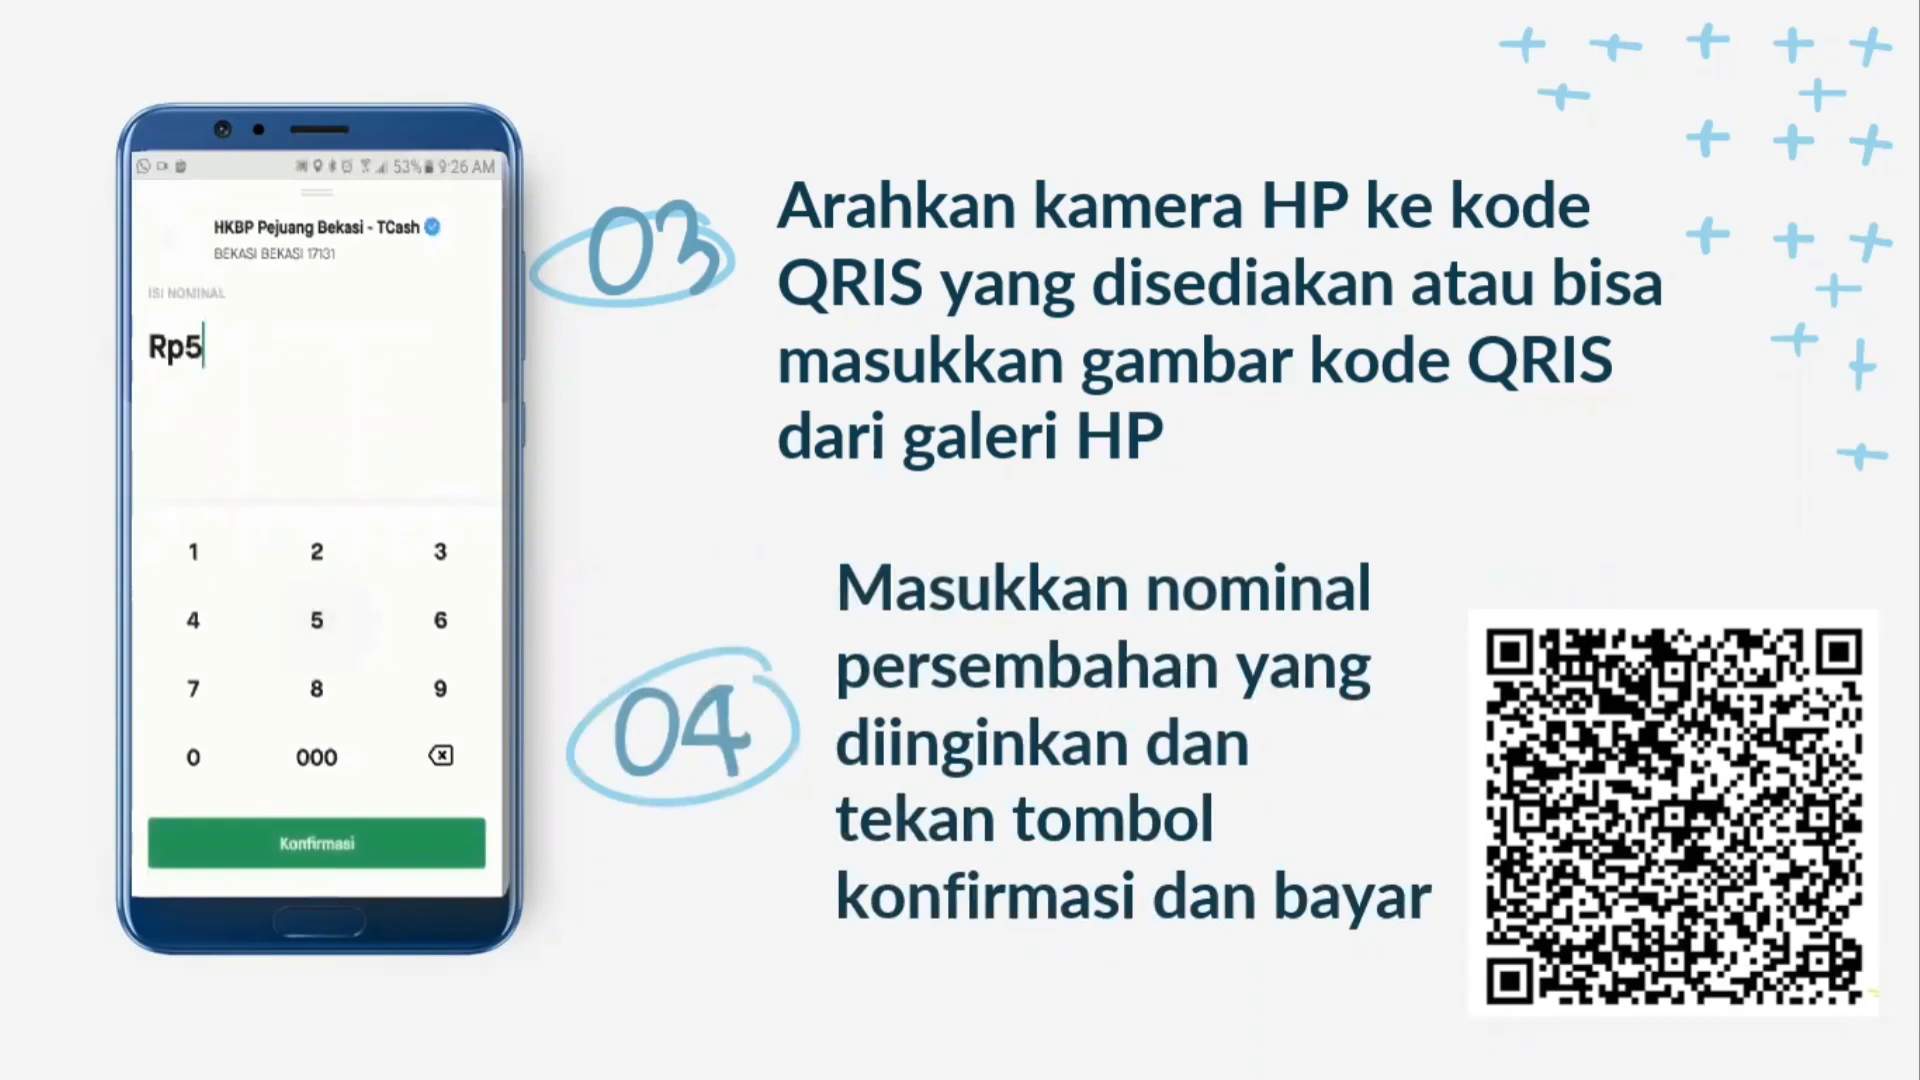 53% 9:26 AM
HKBP Pejuang Bekasi - TCash
BEKASI BEKASI 17131
ISI NOMINAL
Rp5
1 2 3
4 5 6
7 8 9
0 000
Konfirmasi
03
Arahkan kamera HP ke kode
QRIS yang disediakan atau bisa
masukkan gambar kode QRIS
dari galeri HP
04
Masukkan nominal
persembahan yang
diinginkan dan
tekan tombol
konfirmasi dan bayar